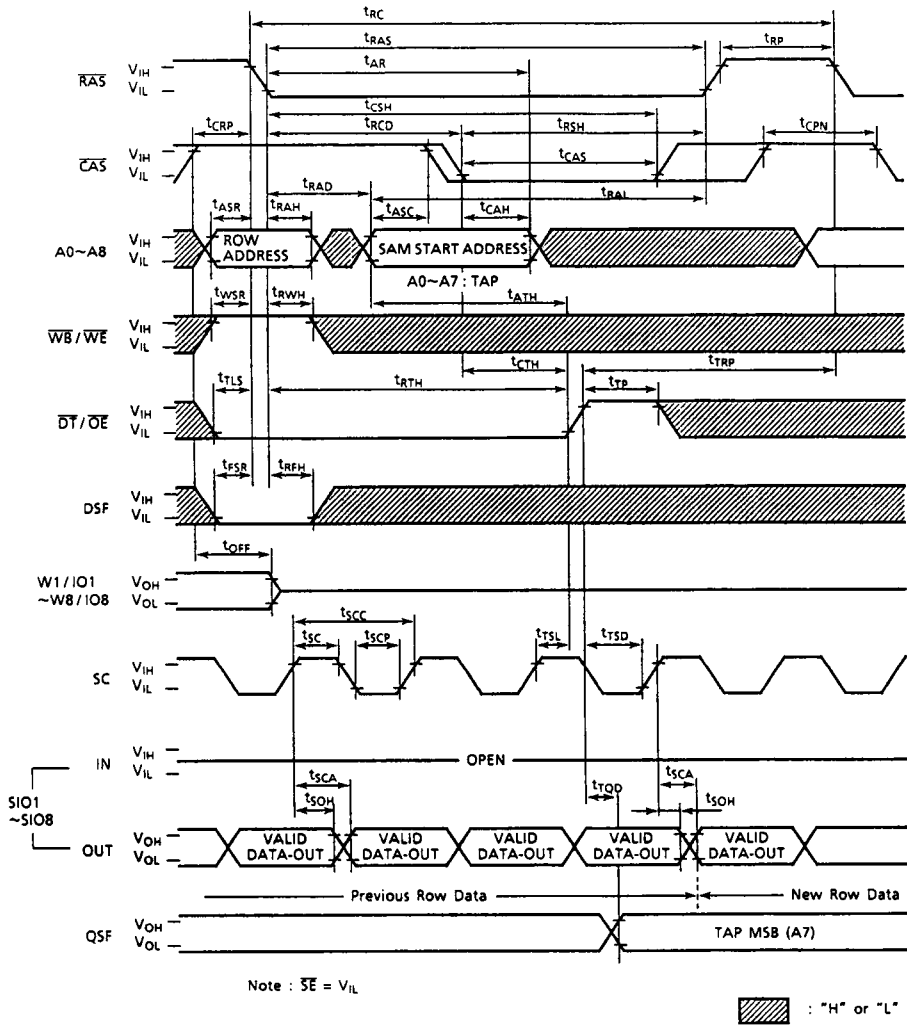 tRC
tRAS
tRP
tAR
RAS
VIH
VIL
tCSH
tCRP
tRCD
tRSH
tCPN
CAS
VIH
VIL
tCAS
tRAD
tRAL
tASR
tRAH
tASC
tCAH
A0~A8
VIH
VIL
ROW ADDRESS
SAM START ADDRESS
A0~A7 : TAP
tWSR
tRWH
tATH
WB / WE
VIH
VIL
tCTH
tTRP
tTLS
tRTH
tTP
DT / OE
VIH
VIL
tFSR
tRFH
DSF
VIH
VIL
tOFF
W1 / IO1
~W8 / IO8
VOH
VOL
tSCC
tSC
tSCP
tTSL
tTSD
SC
VIH
VIL
IN
VIH
VIL
OPEN
SIO1
~SIO8
tSCA
tTQD
tSCA
tSOH
tSOH
OUT
VOH
VOL
VALID DATA-OUT
VALID DATA-OUT
VALID DATA-OUT
VALID DATA-OUT
VALID DATA-OUT
Previous Row Data
New Row Data
QSF
VOH
VOL
TAP MSB (A7)
Note : SE = VIL
: "H" or "L"